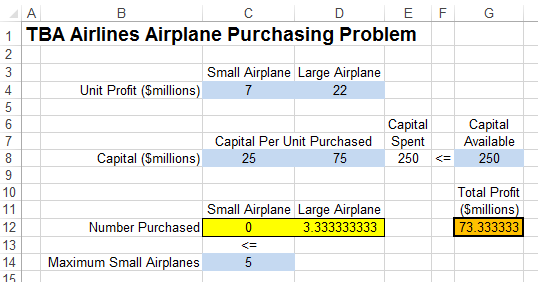 A B C D E F G
1 TBA Airlines Airplane Purchasing Problem
2
3 Small Airplane Large Airplane
4 Unit Profit ($millions) 7 22
5
6 Capital Capital
7 Capital Per Unit Purchased Spent Available
8 Capital ($millions) 25 75 250 <= 250
9
10 Total Profit
11 Small Airplane Large Airplane ($millions)
12 Number Purchased 0 3.333333333 73.333333
13 <=
14 Maximum Small Airplanes 5
15